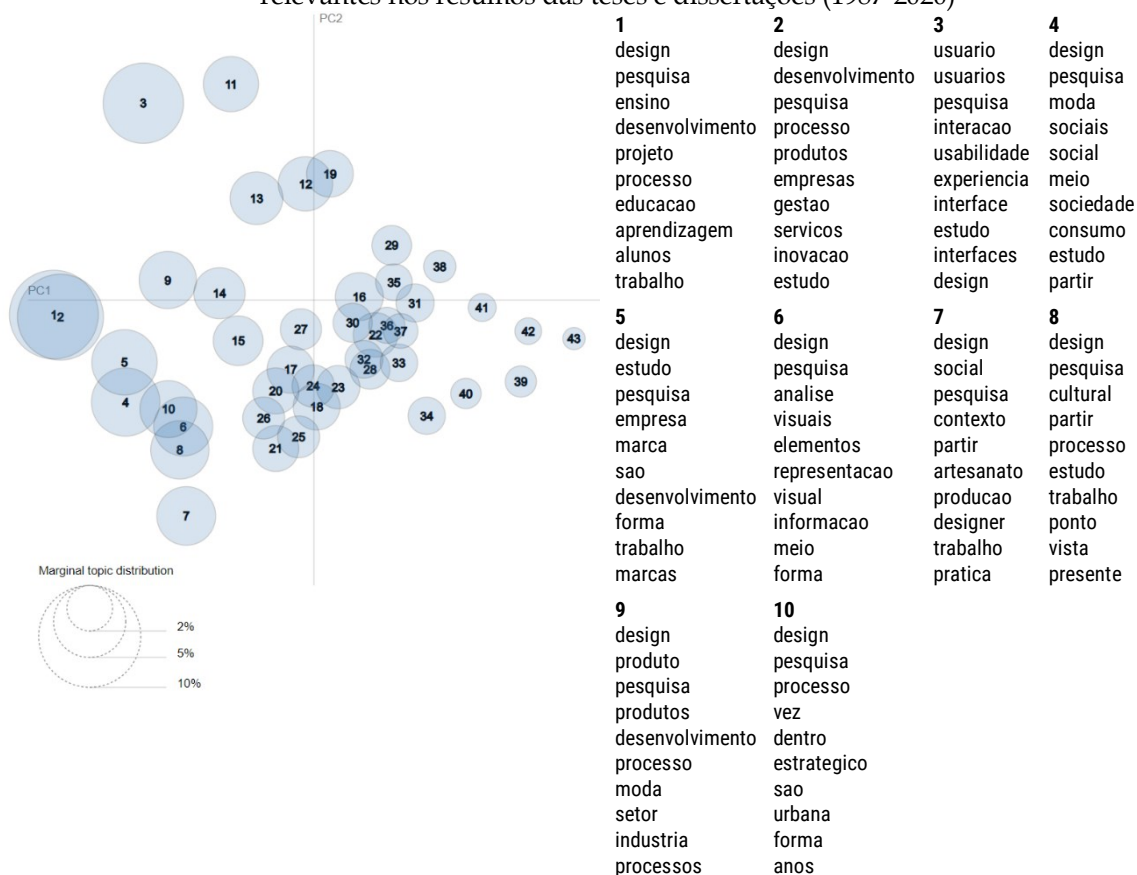 relevantes nos resumos das teses e dissertações (1987-2020)
PC2
11
3
19
12
13
29
38
9
35
14
PC1
16
31
41
12
30
36
27
22
37
42
43
15
32
5
33
28
17
39
24
23
20
40
4
10
18
34
26
6
25
21
8
7
Marginal topic distribution
2%
5%
10%
1
design
pesquisa
ensino
desenvolvimento
projeto
processo
educacao
aprendizagem
alunos
trabalho
2
design
desenvolvimento
pesquisa
processo
produtos
empresas
gestao
servicos
inovacao
estudo
3
usuario
usuarios
pesquisa
interacao
usabilidade
experiencia
interface
estudo
interfaces
design
4
design
pesquisa
moda
sociais
social
meio
sociedade
consumo
estudo
partir
5
design
estudo
pesquisa
empresa
marca
sao
desenvolvimento
forma
trabalho
marcas
6
design
pesquisa
analise
visuais
elementos
representacao
visual
informacao
meio
forma
7
design
social
pesquisa
contexto
partir
artesanato
producao
designer
trabalho
pratica
8
design
pesquisa
cultural
partir
processo
estudo
trabalho
ponto
vista
presente
9
design
produto
pesquisa
produtos
desenvolvimento
processo
moda
setor
industria
processos
10
design
pesquisa
processo
vez
dentro
estrategico
sao
urbana
forma
anos